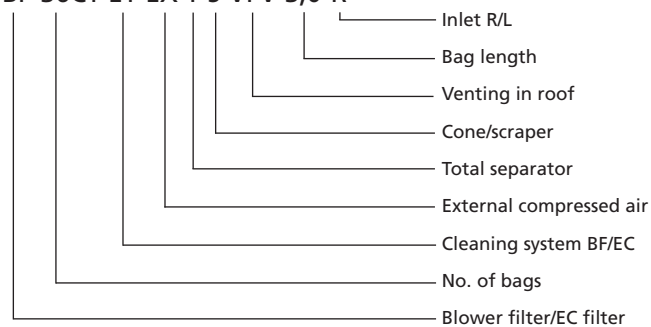 Inlet R/L
Bag length
Venting in roof
Cone/scraper
Total separator
External compressed air
Cleaning system BF/EC
No. of bags
Blower filter/EC filter